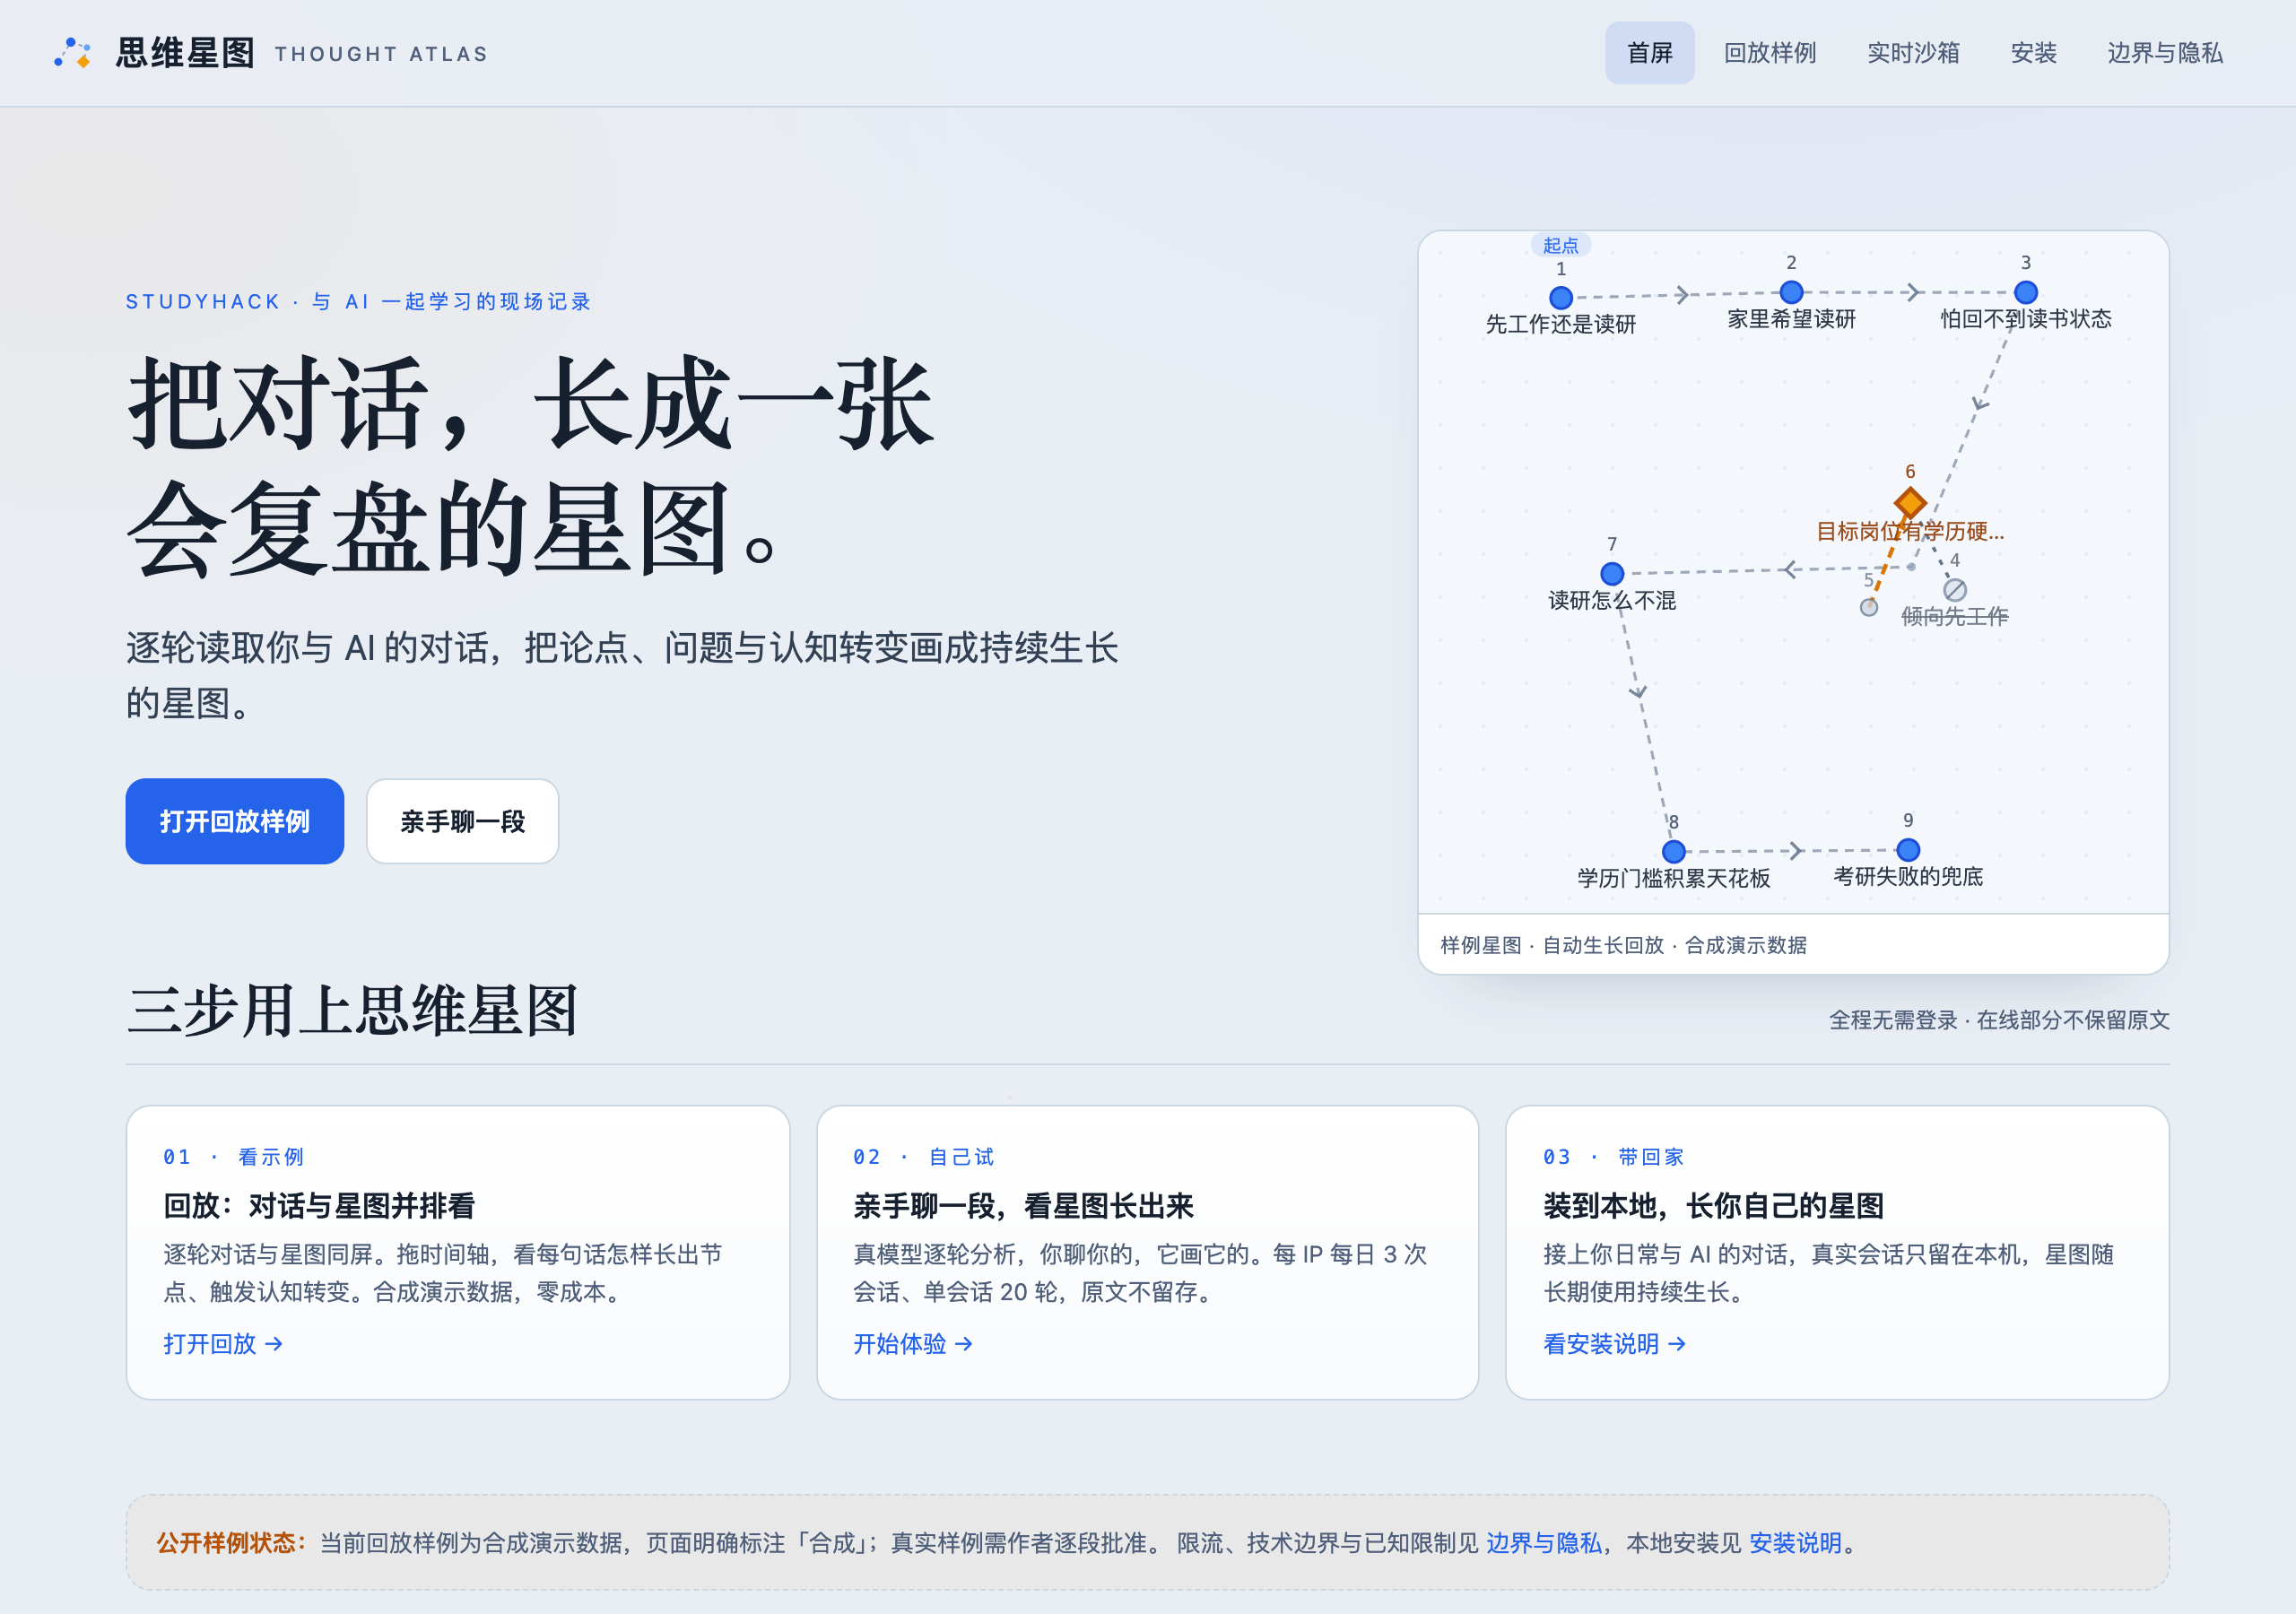 思维星图 THOUGHT ATLAS
首屏 回放样例 实时沙箱 安装 边界与隐私
STUDYHACK · 与 AI 一起学习的现场记录
把对话，长成一张
会复盘的星图。
逐轮读取你与 AI 的对话，把论点、问题与认知转变画成持续生长
的星图。
打开回放样例
亲手聊一段
起点
1
先工作还是读研
2
家里希望读研
3
怕回不到读书状态
6
目标岗位有学历硬…
4
倾向先工作
5
7
读研怎么不混
8
学历门槛积累天花板
9
考研失败的兜底
样例星图 · 自动生长回放 · 合成演示数据
三步用上思维星图
全程无需登录 · 在线部分不保留原文
01 · 看示例
回放：对话与星图并排看
逐轮对话与星图同屏。拖时间轴，看每句话怎样长出节
点、触发认知转变。合成演示数据，零成本。
打开回放 →
02 · 自己试
亲手聊一段，看星图长出来
真模型逐轮分析，你聊你的，它画它的。每 IP 每日 3 次
会话、单会话 20 轮，原文不留存。
开始体验 →
03 · 带回家
装到本地，长你自己的星图
接上你日常与 AI 的对话，真实会话只留在本机，星图随
长期使用持续生长。
看安装说明 →
公开样例状态：当前回放样例为合成演示数据，页面明确标注「合成」；真实样例需作者逐段批准。 限流、技术边界与已知限制见 边界与隐私，本地安装见 安装说明。